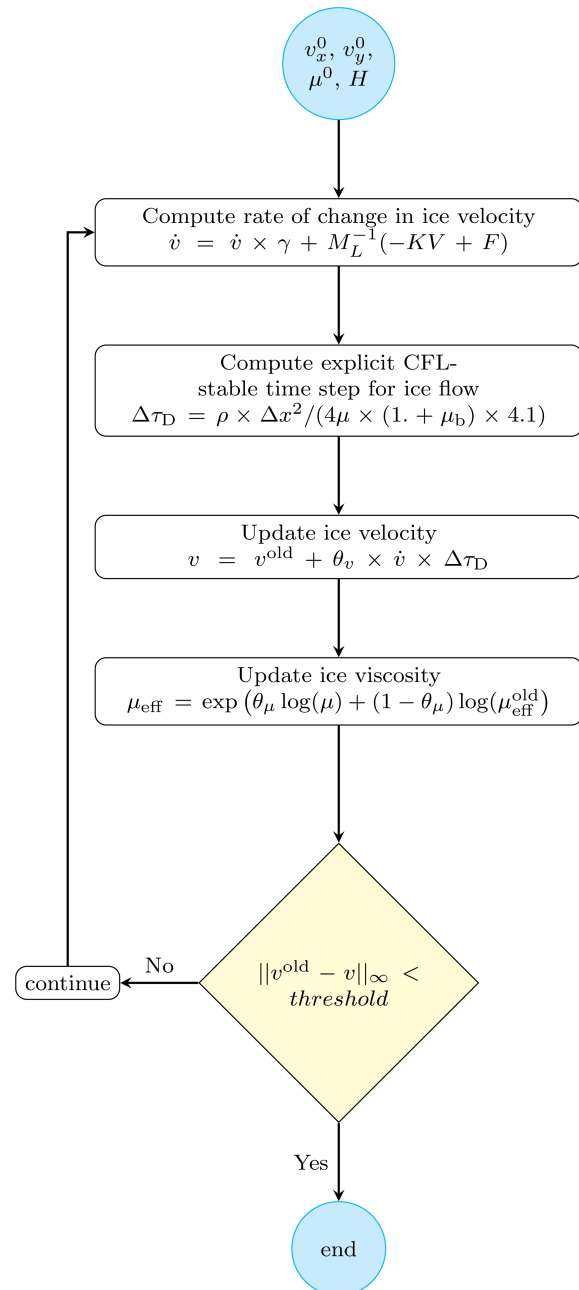 v_x^0, v_y^0,
μ^0, H
Compute rate of change in ice velocity
v̇ = v̇ × γ + M_L^{-1}(−KV + F)
Compute explicit CFL-
stable time step for ice flow
Δτ_D = ρ × Δx^2/(4μ × (1. + μ_b) × 4.1)
Update ice velocity
v = v^old + θ_v × v̇ × Δτ_D
Update ice viscosity
μ_eff = exp(θ_μ log(μ) + (1 − θ_μ) log(μ_eff^old)
||v^old − v||_∞ <
threshold
No
continue
Yes
end